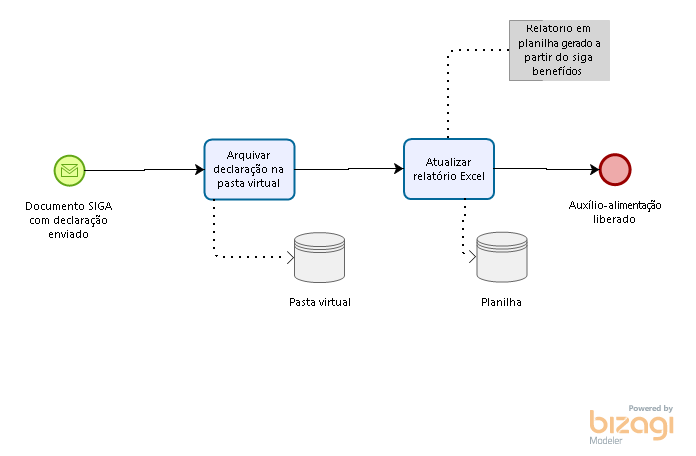 Relatório em
planilha gerado a
partir do siga
benefícios
Arquivar
declaração na
pasta virtual
Atualizar
relatório Excel
Documento SIGA
com declaração
enviado
Auxílio-alimentação
liberado
Pasta virtual
Planilha
Powered by
bizagi
Modeler